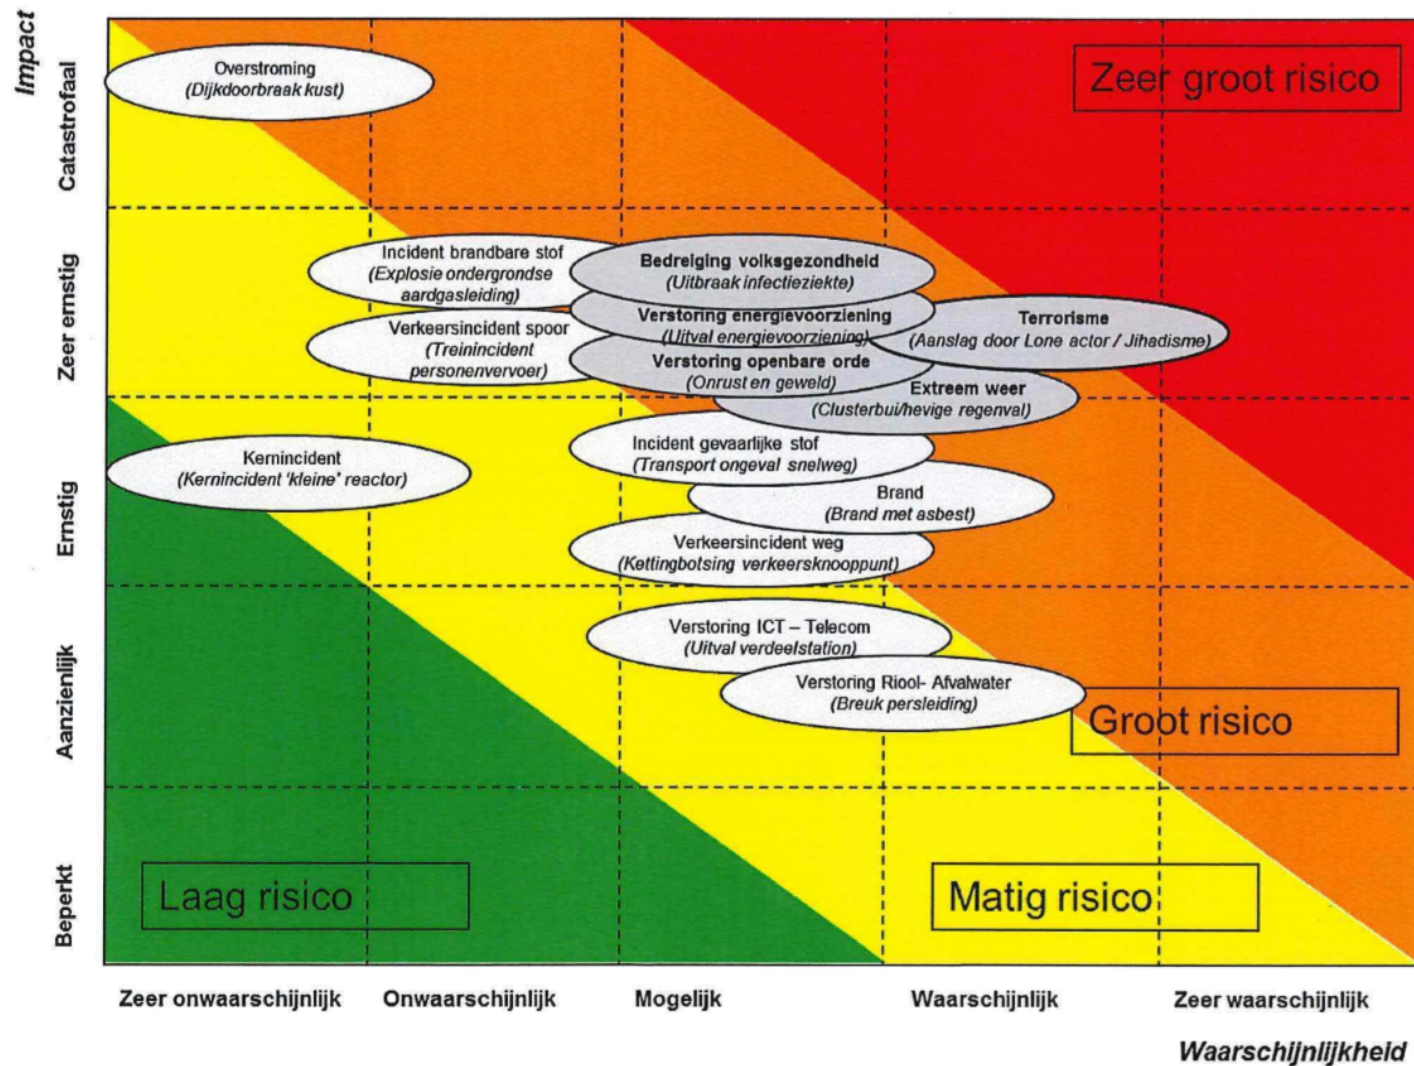 Impact
Catastrofaal
Zeer ernstig
Ernstig
Aanzienlijk
Beperkt
Overstroming
(Dijkdoorbraak kust)
Zeer groot risico
Incident brandbare stof
(Explosie ondergrondse
aardgasleiding)
Bedreiging volksgezondheid
(Uitbraak infectieziekte)
Verstoring energievoorziening
(Uitval energievoorziening)
Terrorisme
(Aanslag door Lone actor / Jihadisme)
Verkeersincident spoor
(Treinincident
personenvervoer)
Verstoring openbare orde
(Onrust en geweld)
Extreem weer
(Clusterbui/hevige regenval)
Incident gevaarlijke stof
(Transport ongeval snelweg)
Kernincident
(Kernincident ‘kleine’ reactor)
Brand
(Brand met asbest)
Verkeersincident weg
(Kettingbotsing verkeersknooppunt)
Verstoring ICT – Telecom
(Uitval verdeelstation)
Verstoring Riool- Afvalwater
(Breuk persleiding)
Groot risico
Laag risico
Matig risico
Zeer onwaarschijnlijk
Onwaarschijnlijk
Mogelijk
Waarschijnlijk
Zeer waarschijnlijk
Waarschijnlijkheid